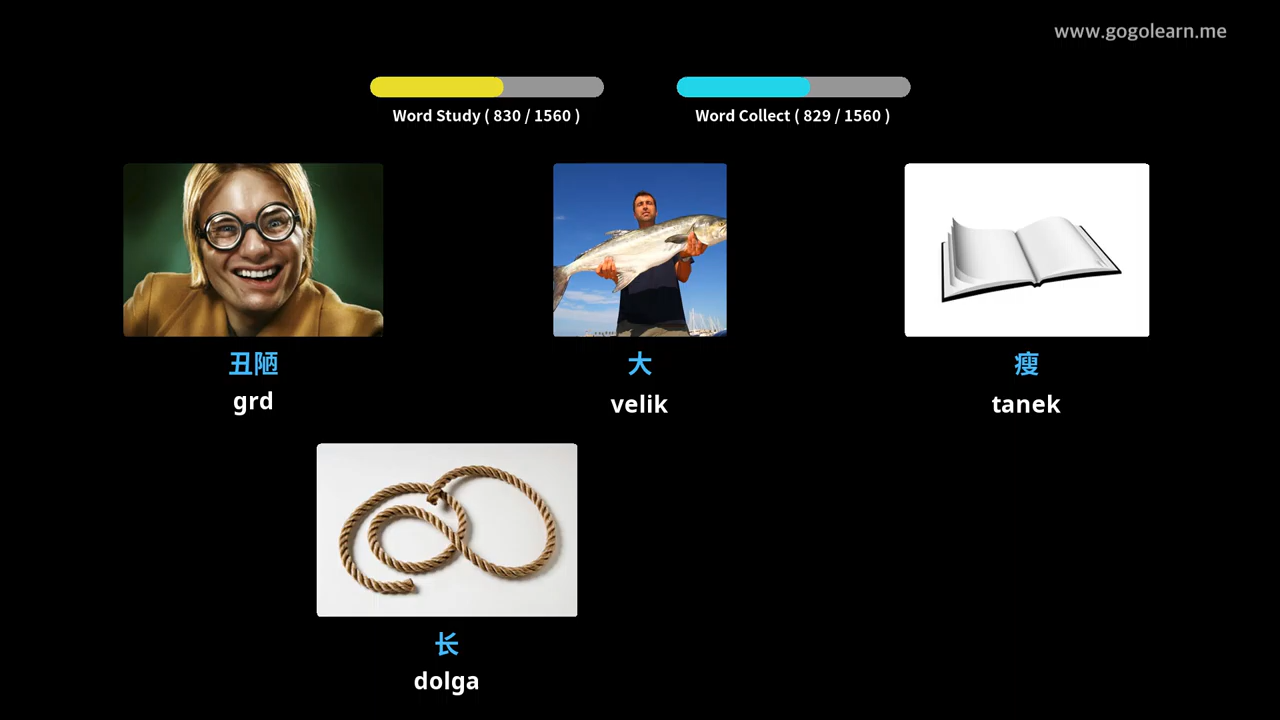 www.gogolearn.me
Word Study ( 830 / 1560 )
Word Collect ( 829 / 1560 )
丑陋
grd
大
velik
瘦
tanek
长
dolga